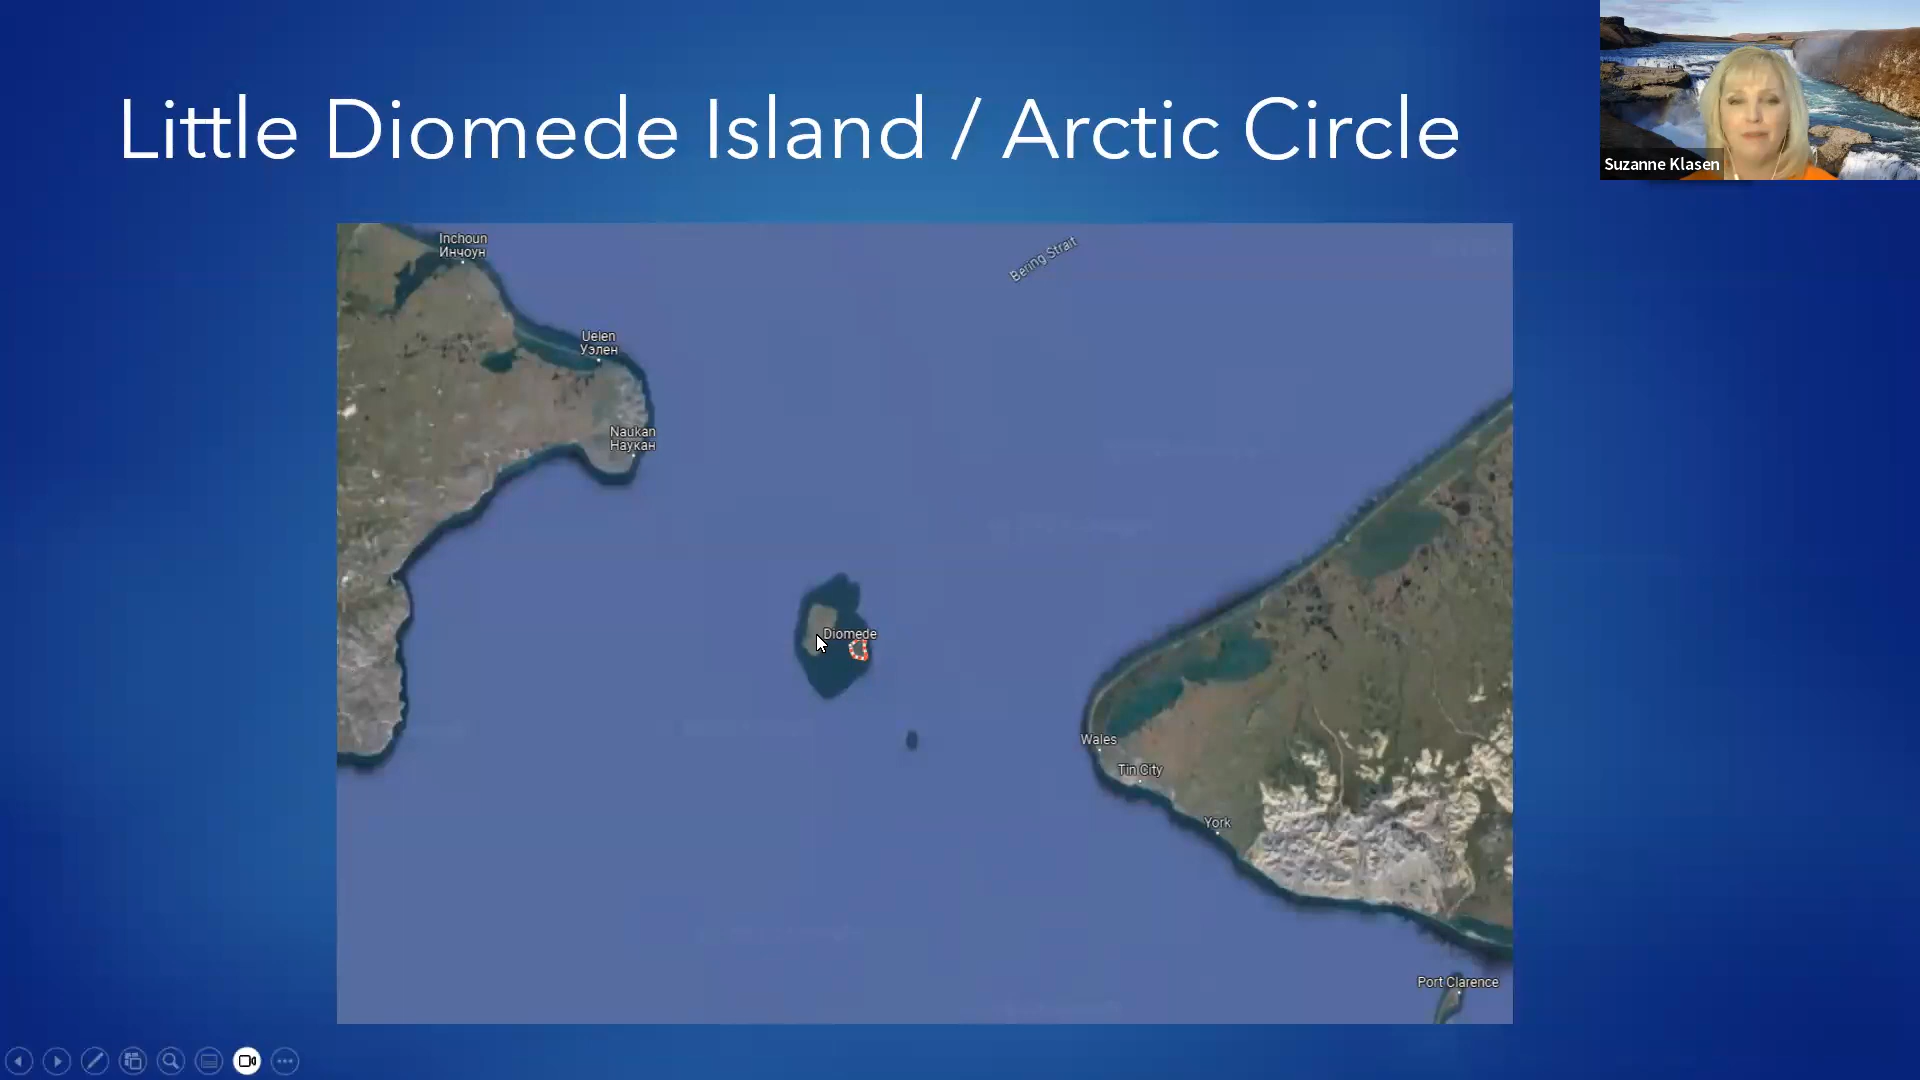 Little Diomede Island / Arctic Circle
Suzanne Klasen
Inchoun
Инчоун
Bering Strait
Uelen
Уэлен
Naukan
Наукан
Diomede
Wales
Tin City
York
Port Clarence